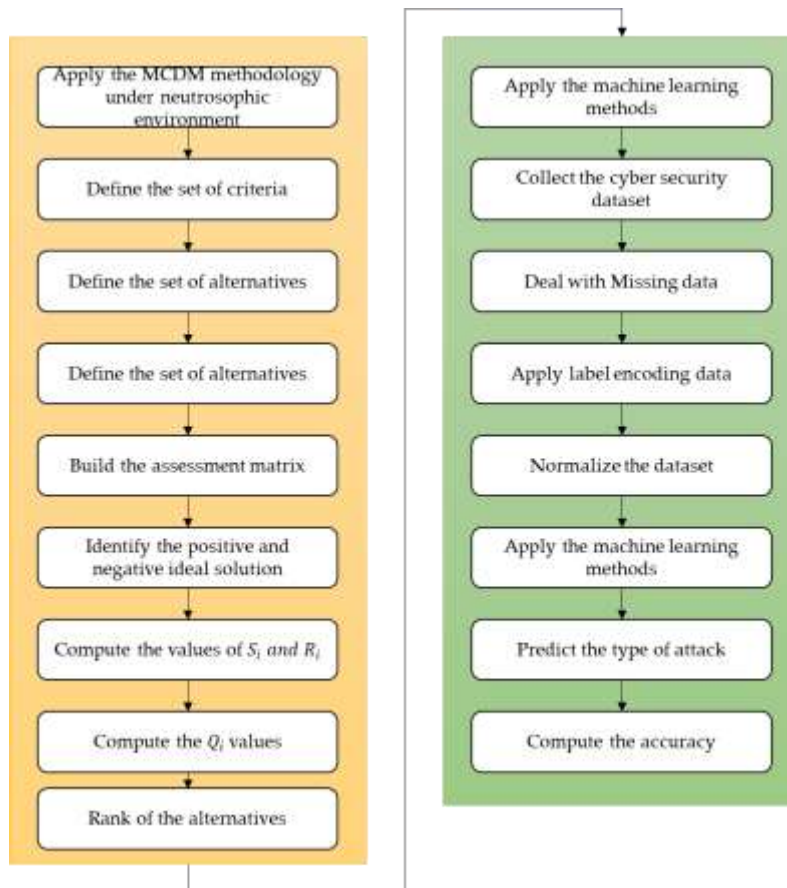 Apply the MCDM methodology
under neutrosophic
environment
Define the set of criteria
Define the set of alternatives
Define the set of alternatives
Build the assessment matrix
Identify the positive and
negative ideal solution
Compute the values of Sᵢ and Rᵢ
Compute the Qᵢ values
Rank of the alternatives
Apply the machine learning
methods
Collect the cyber security
dataset
Deal with Missing data
Apply label encoding data
Normalize the dataset
Apply the machine learning
methods
Predict the type of attack
Compute the accuracy